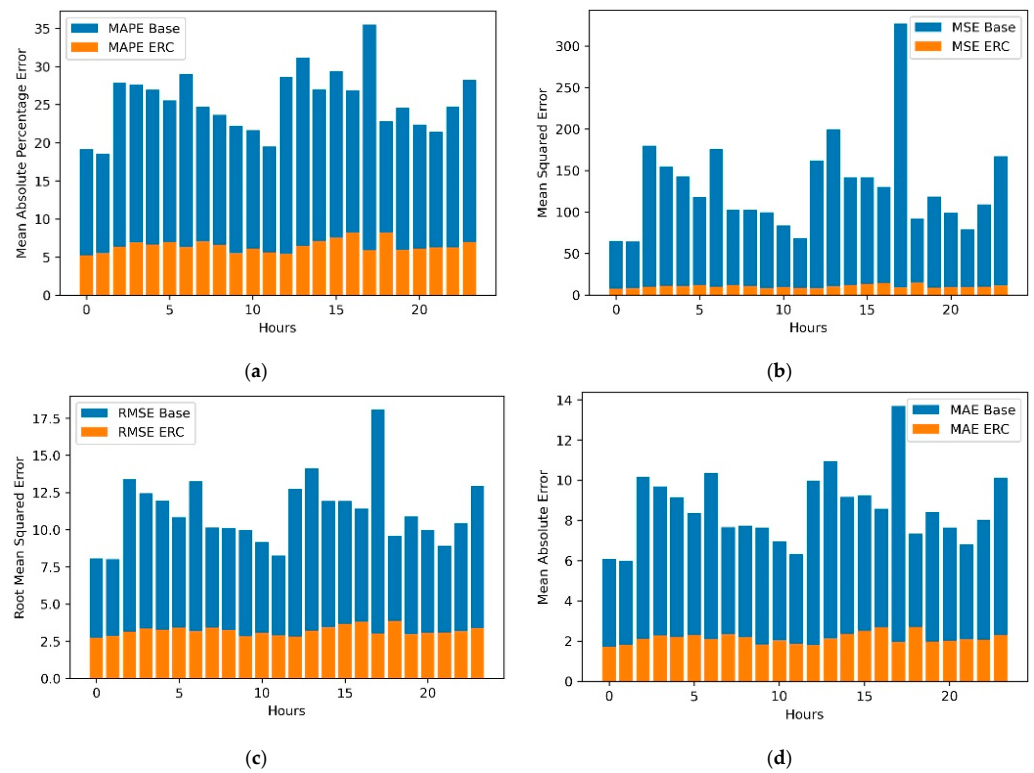 MAPE Base
MAPE ERC
Mean Absolute Percentage Error
35
30
25
20
15
10
5
0
0 5 10 15 20
Hours
(a)
MSE Base
MSE ERC
Mean Squared Error
300
250
200
150
100
50
0
0 5 10 15 20
Hours
(b)
RMSE Base
RMSE ERC
Root Mean Squared Error
17.5
15.0
12.5
10.0
7.5
5.0
2.5
0.0
0 5 10 15 20
Hours
(c)
MAE Base
MAE ERC
Mean Absolute Error
14
12
10
8
6
4
2
0
0 5 10 15 20
Hours
(d)